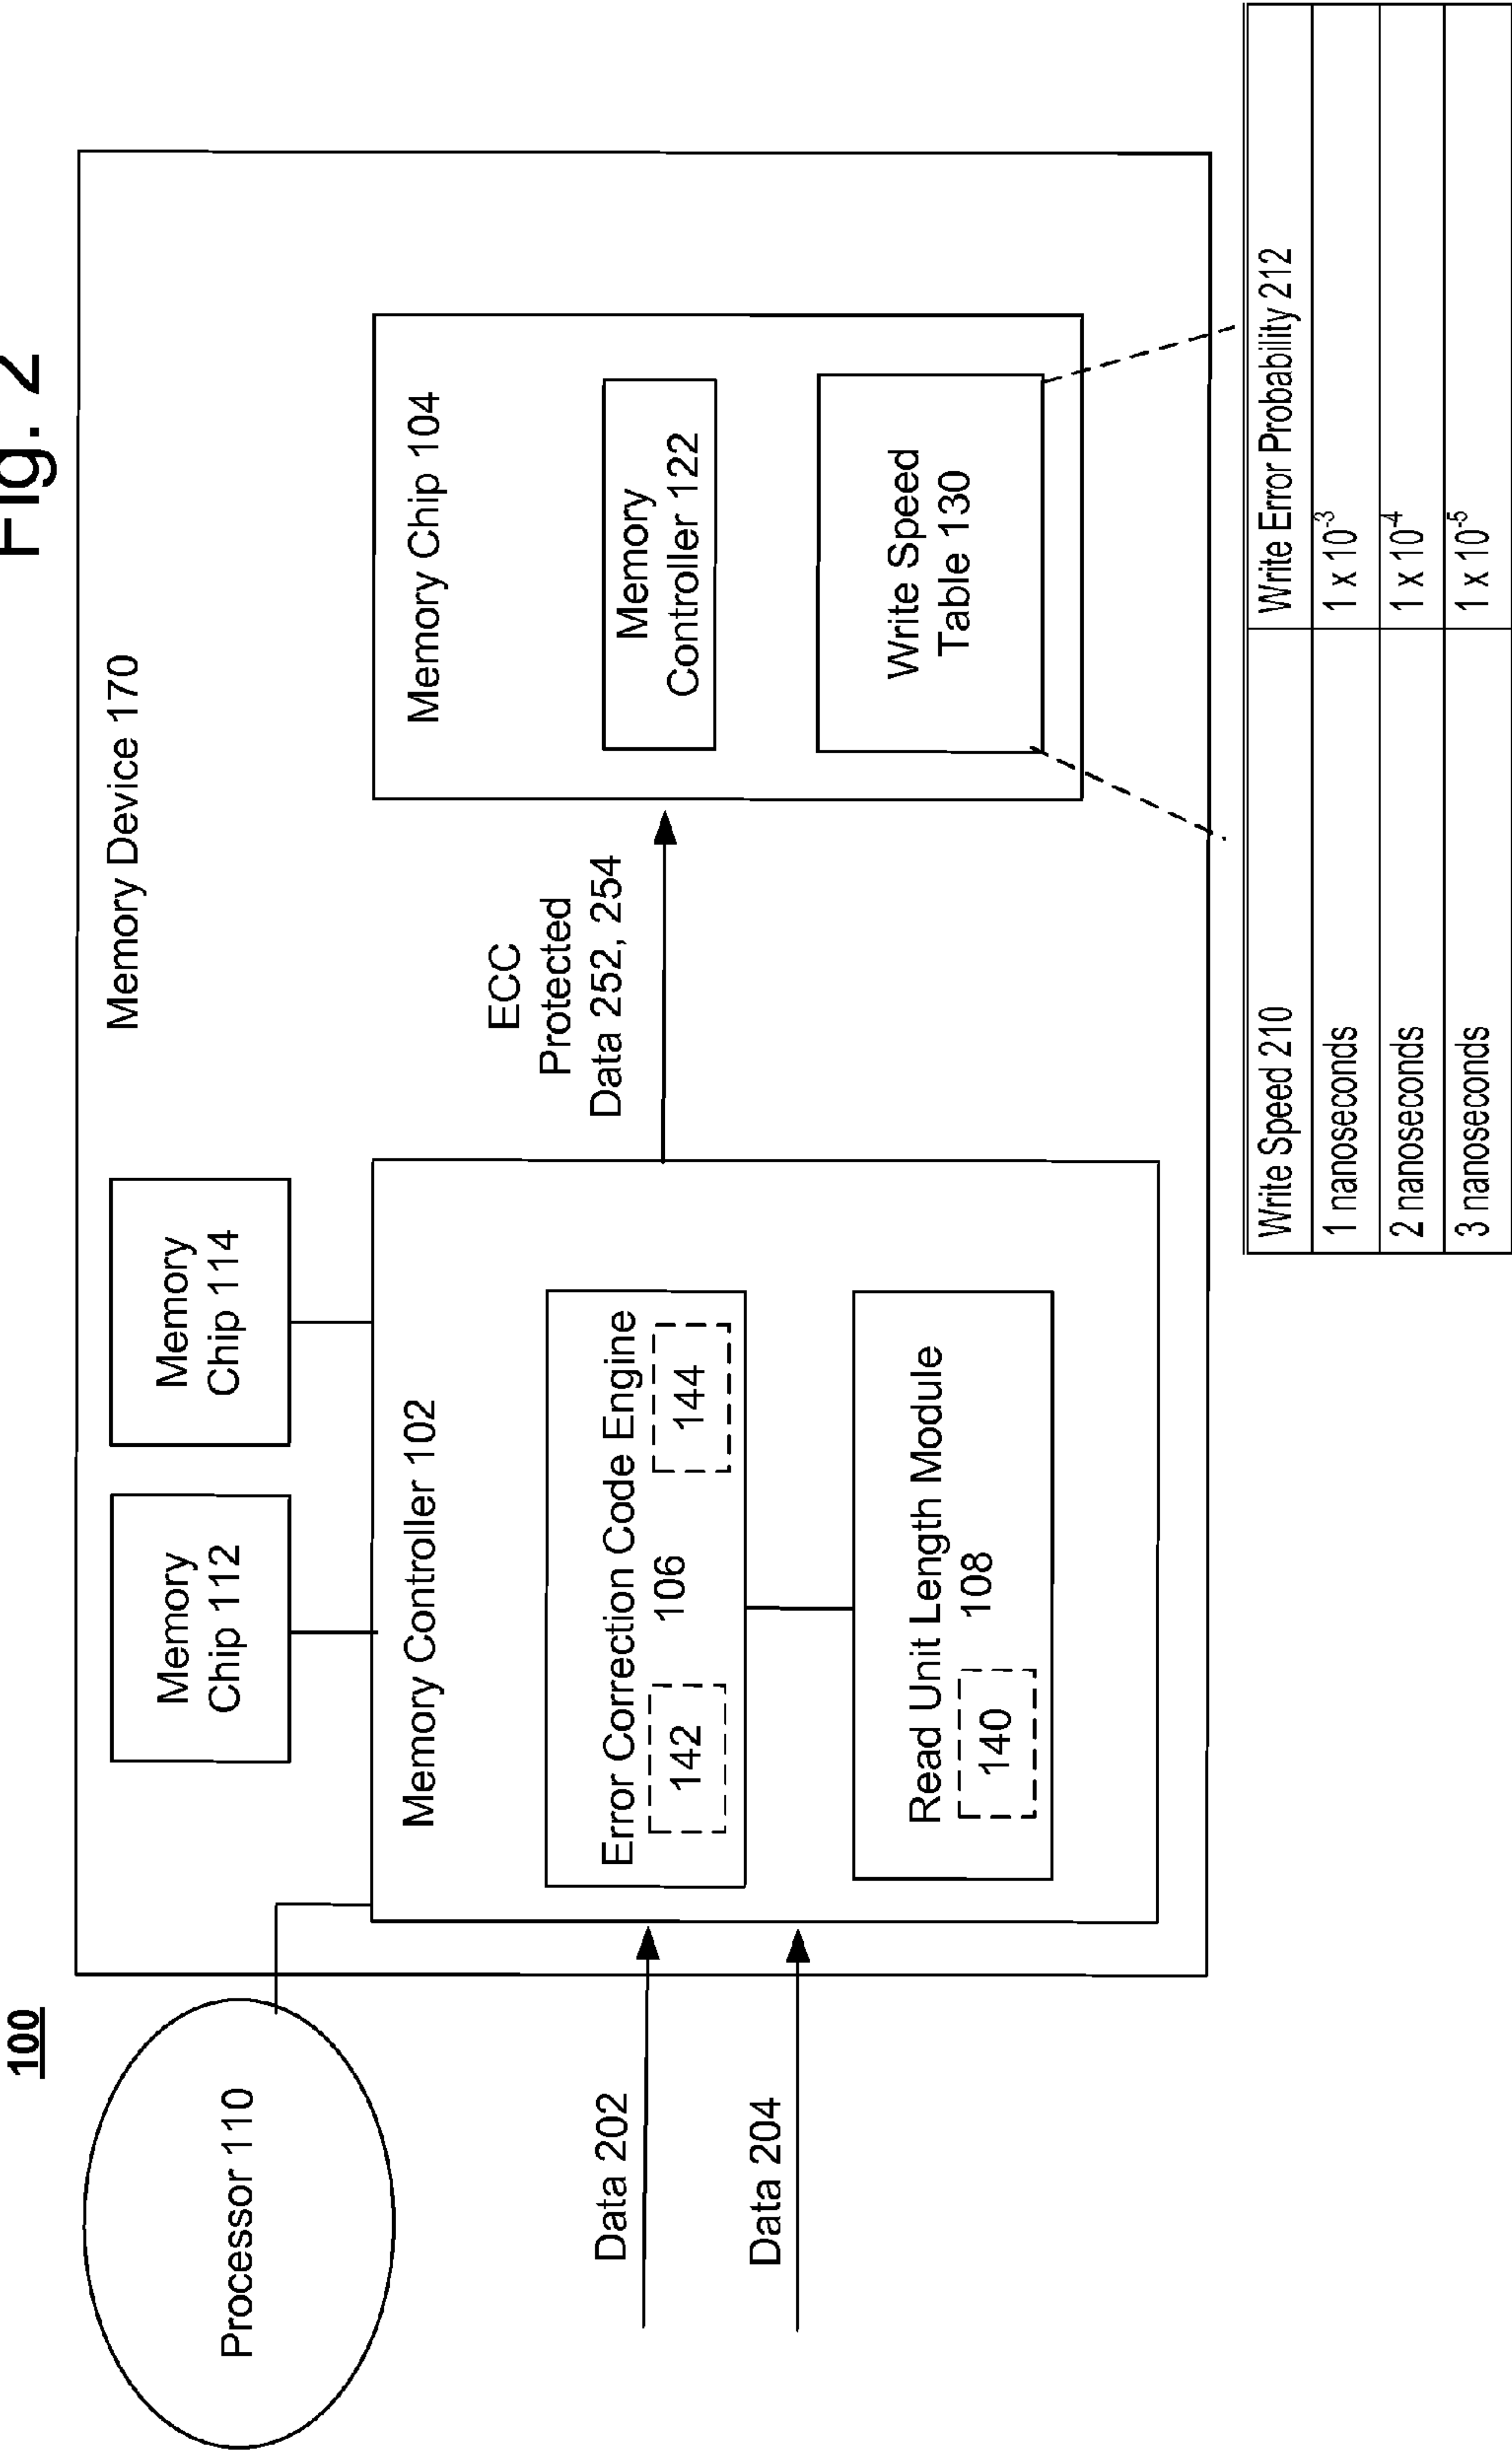 Fig. 2
100
Processor 110
Data 202
Data 204
Memory Device 170
Memory
Chip 112
Memory
Chip 114
Memory Controller 102
Error Correction Code Engine
142
106
144
Read Unit Length Module
140
108
ECC
Protected
Data 252, 254
Memory Chip 104
Memory
Controller 122
Write Speed
Table 130
Write Speed 210 Write Error Probability 212
1 nanoseconds 1 x 10⁻³
2 nanoseconds 1 x 10⁻⁴
3 nanoseconds 1 x 10⁻⁵